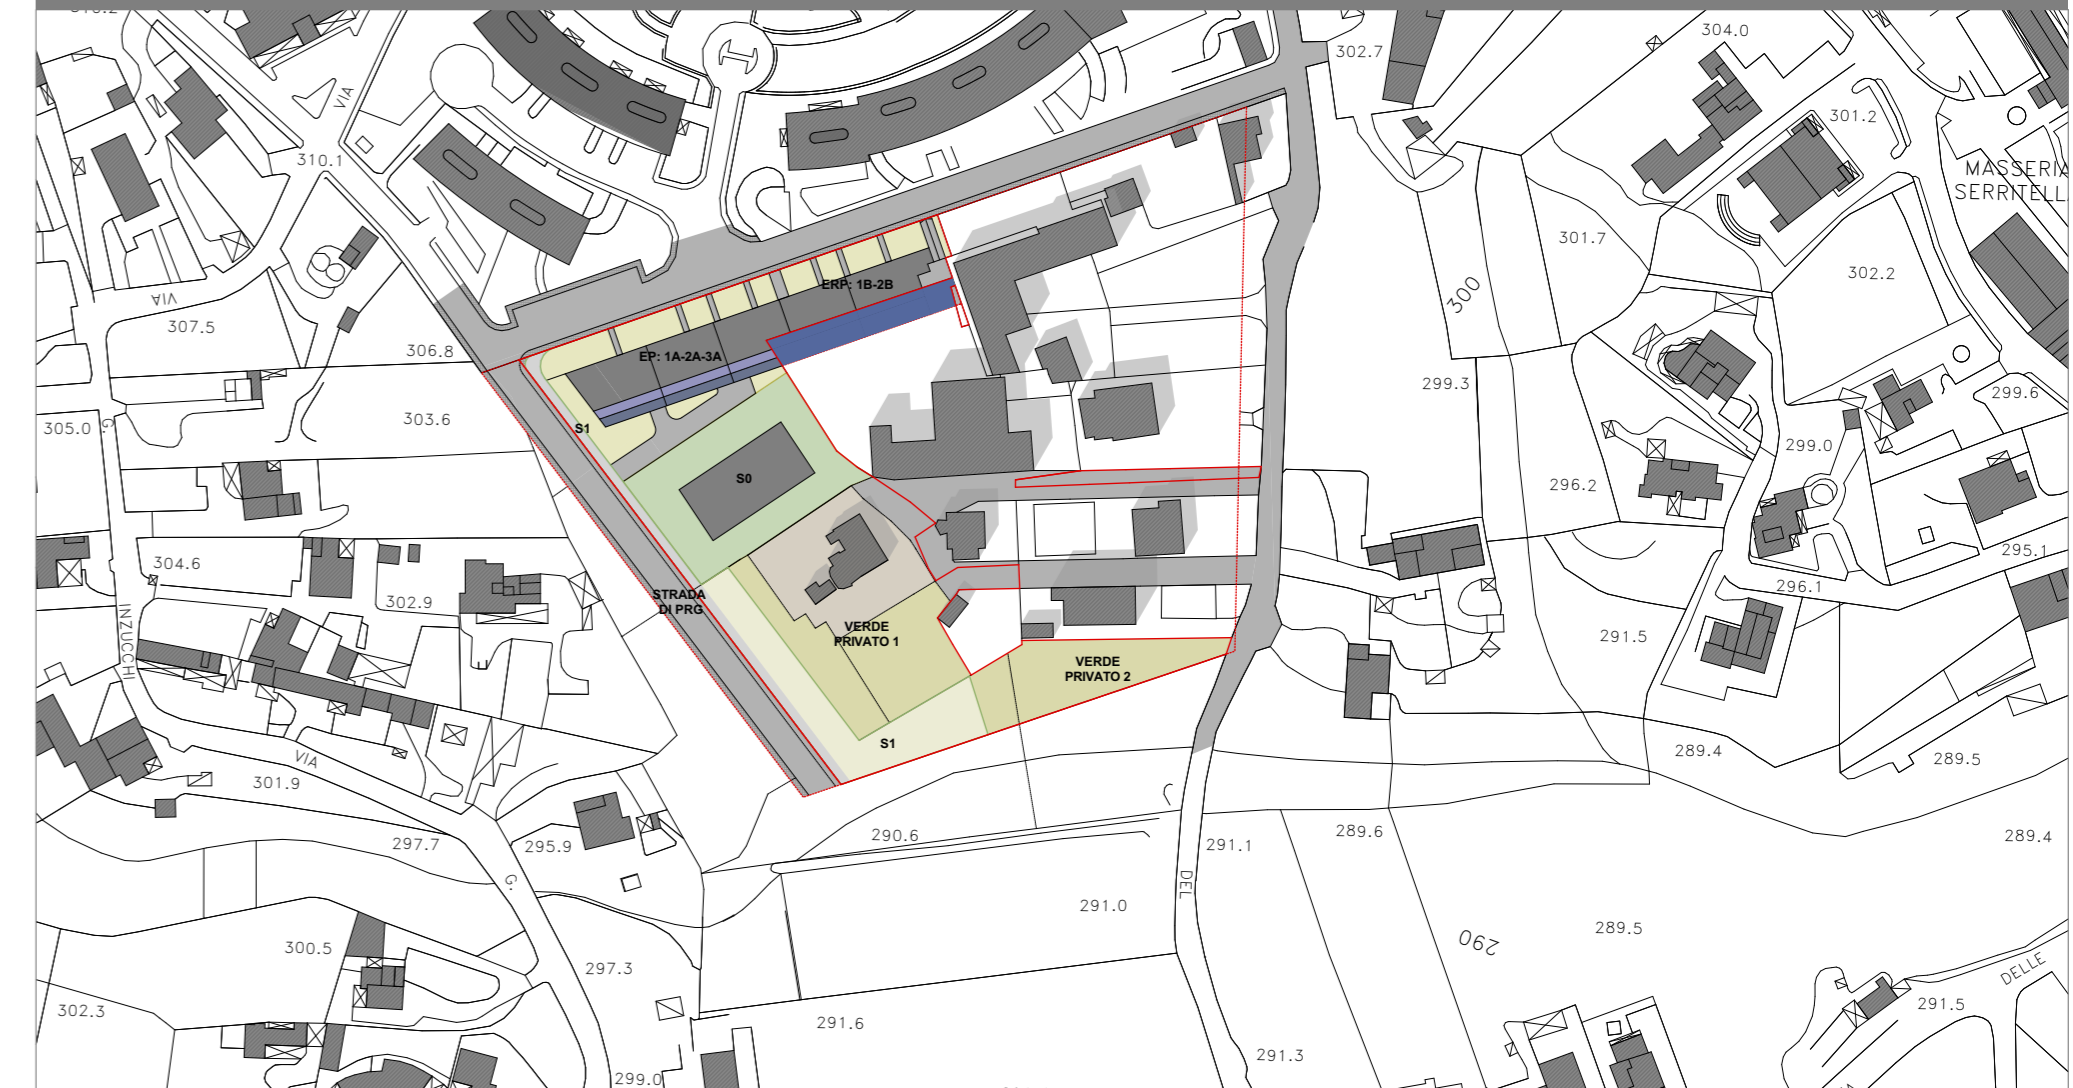 302.7
304.0
301.2
VIA
310.1
MASSERIA
SERRITELL
301.7
302.2
VIA
307.5
ERP: 1B-2B
300
306.8
EP: 1A-2A-3A
299.3
299.6
303.6
305.0
G.
S1
299.0
S0
296.2
304.6
295.1
296.1
302.9
STRADA
DI PRG
INZUCCHI
VERDE
PRIVATO 1
291.5
VERDE
PRIVATO 2
S1
VIA
289.4
289.5
301.9
290.6
289.6
291.1
289.4
297.7
295.9
G.
DEL
291.0
290
289.5
300.5
297.3
DELLE
302.3
291.6
291.5
291.3
299.0